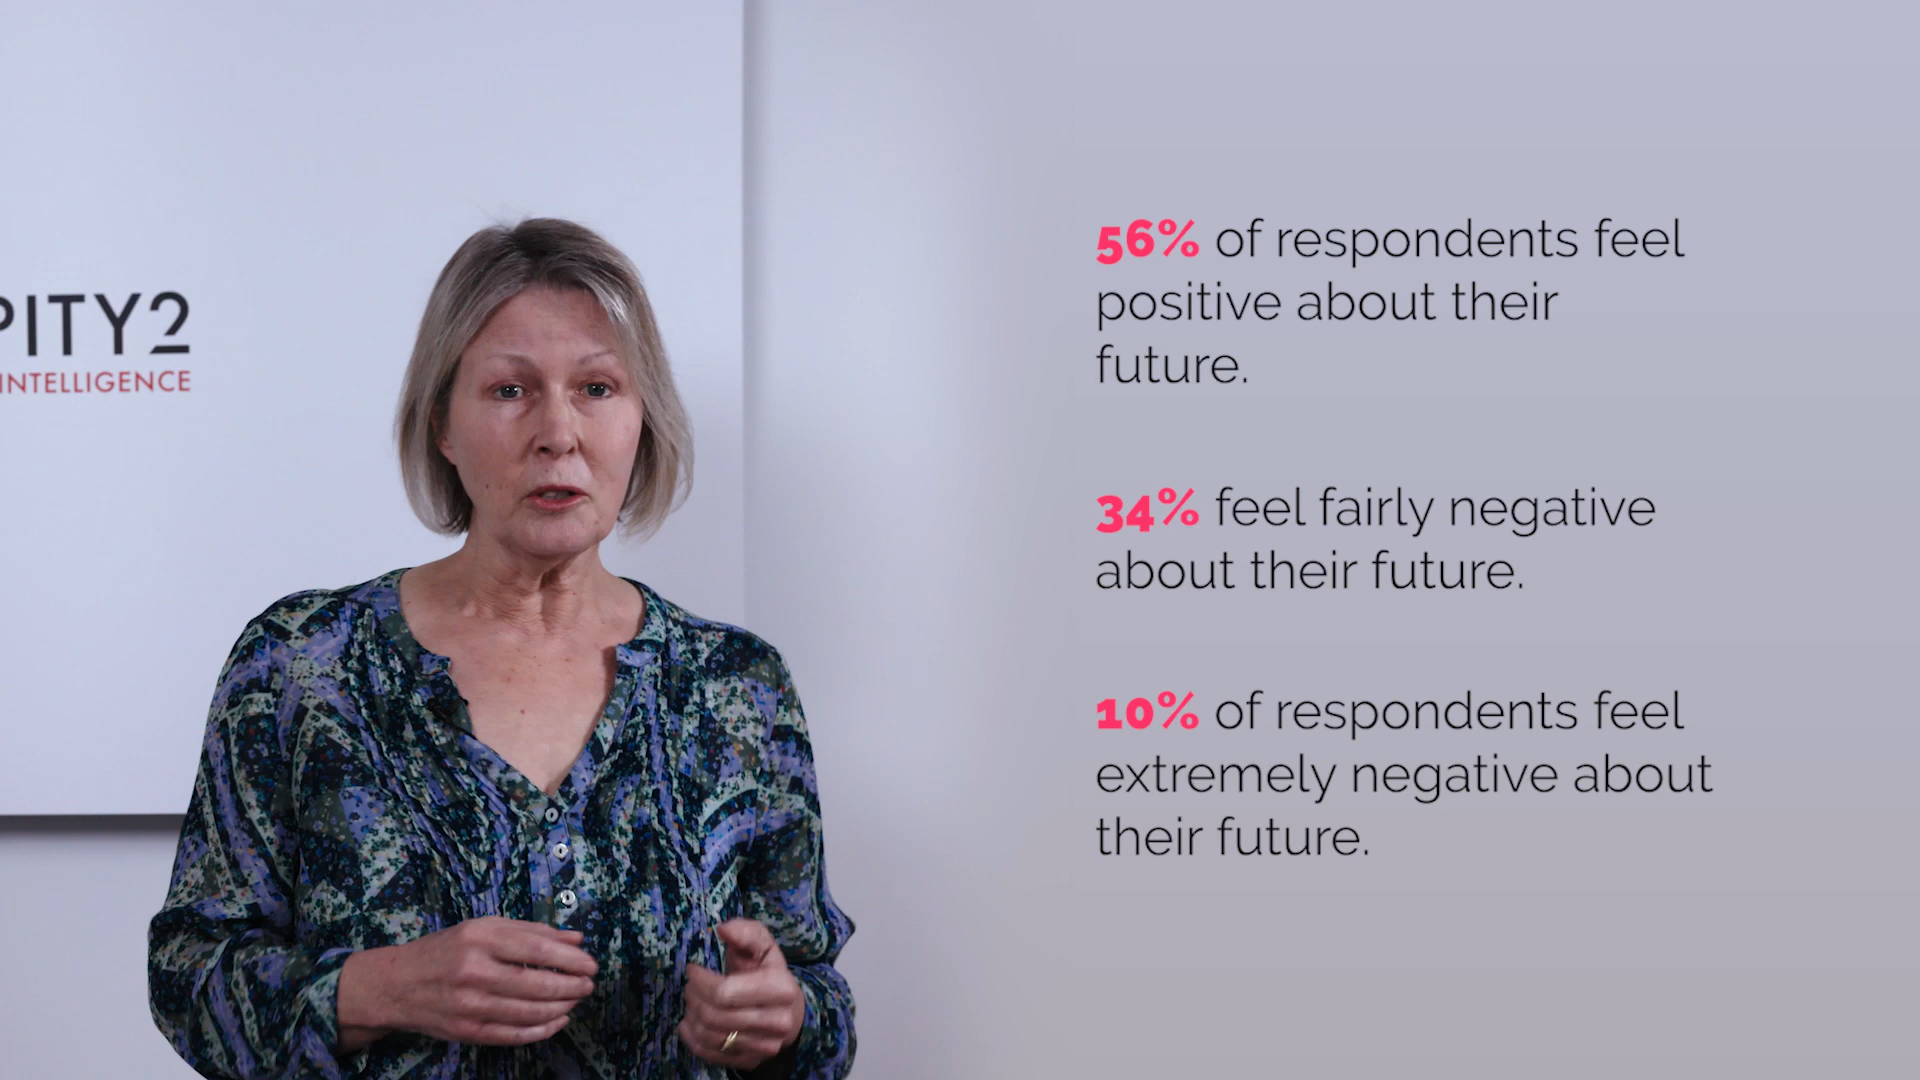 PITY2
INTELLIGENCE
56% of respondents feel
positive about their
future.
34% feel fairly negative
about their future.
10% of respondents feel
extremely negative about
their future.